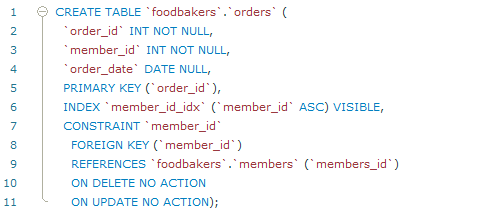 1 CREATE TABLE `foodbakers`.`orders` (
2 `order_id` INT NOT NULL,
3 `member_id` INT NOT NULL,
4 `order_date` DATE NULL,
5 PRIMARY KEY (`order_id`),
6 INDEX `member_id_idx` (`member_id` ASC) VISIBLE,
7 CONSTRAINT `member_id`
8 FOREIGN KEY (`member_id`)
9 REFERENCES `foodbakers`.`members` (`members_id`)
10 ON DELETE NO ACTION
11 ON UPDATE NO ACTION);